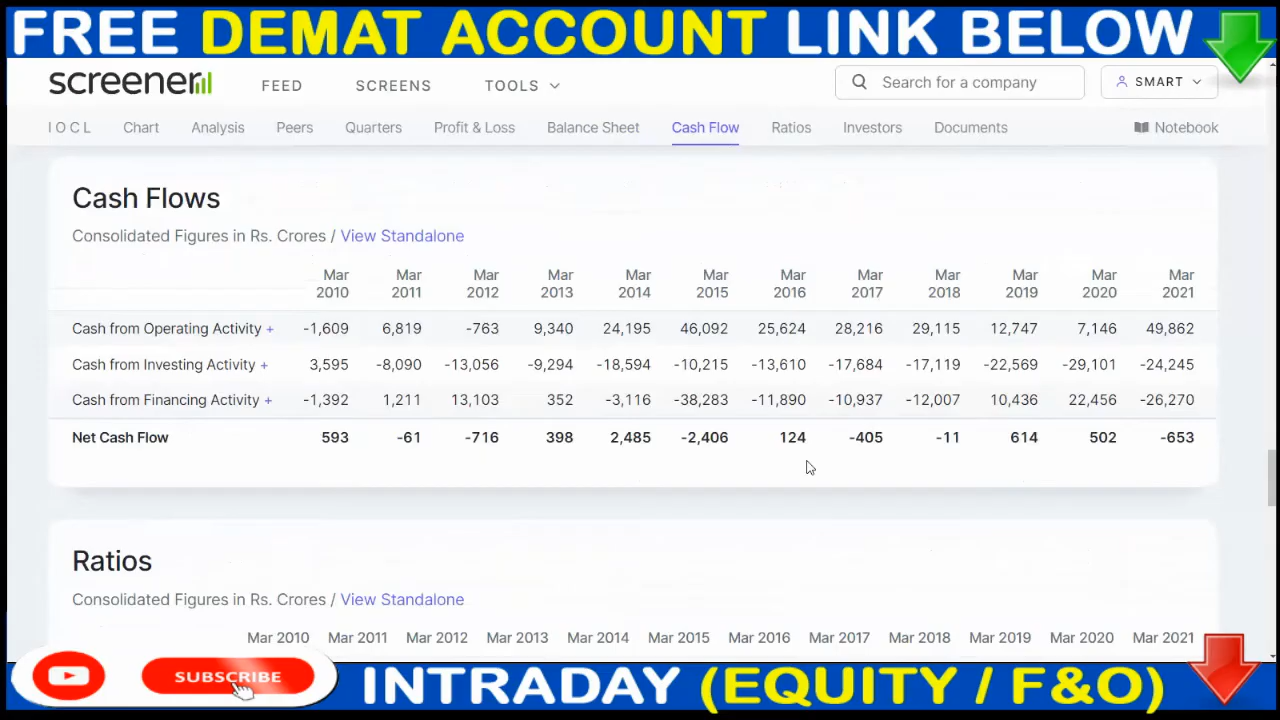 FREE DEMAT ACCOUNT LINK BELOW
screener FEED SCREENS TOOLS Search for a company SMART
I O C L Chart Analysis Peers Quarters Profit & Loss Balance Sheet Cash Flow Ratios Investors Documents Notebook
Cash Flows
Consolidated Figures in Rs. Crores / View Standalone
Mar 2010 Mar 2011 Mar 2012 Mar 2013 Mar 2014 Mar 2015 Mar 2016 Mar 2017 Mar 2018 Mar 2019 Mar 2020 Mar 2021
Cash from Operating Activity + -1,609 6,819 -763 9,340 24,195 46,092 25,624 28,216 29,115 12,747 7,146 49,862
Cash from Investing Activity + 3,595 -8,090 -13,056 -9,294 -18,594 -10,215 -13,610 -17,684 -17,119 -22,569 -29,101 -24,245
Cash from Financing Activity + -1,392 1,211 13,103 352 -3,116 -38,283 -11,890 -10,937 -12,007 10,436 22,456 -26,270
Net Cash Flow 593 -61 -716 398 2,485 -2,406 124 -405 -11 614 502 -653
Ratios
Consolidated Figures in Rs. Crores / View Standalone
Mar 2010 Mar 2011 Mar 2012 Mar 2013 Mar 2014 Mar 2015 Mar 2016 Mar 2017 Mar 2018 Mar 2019 Mar 2020 Mar 2021
SUBSCRIBE INTRADAY (EQUITY / F&O)